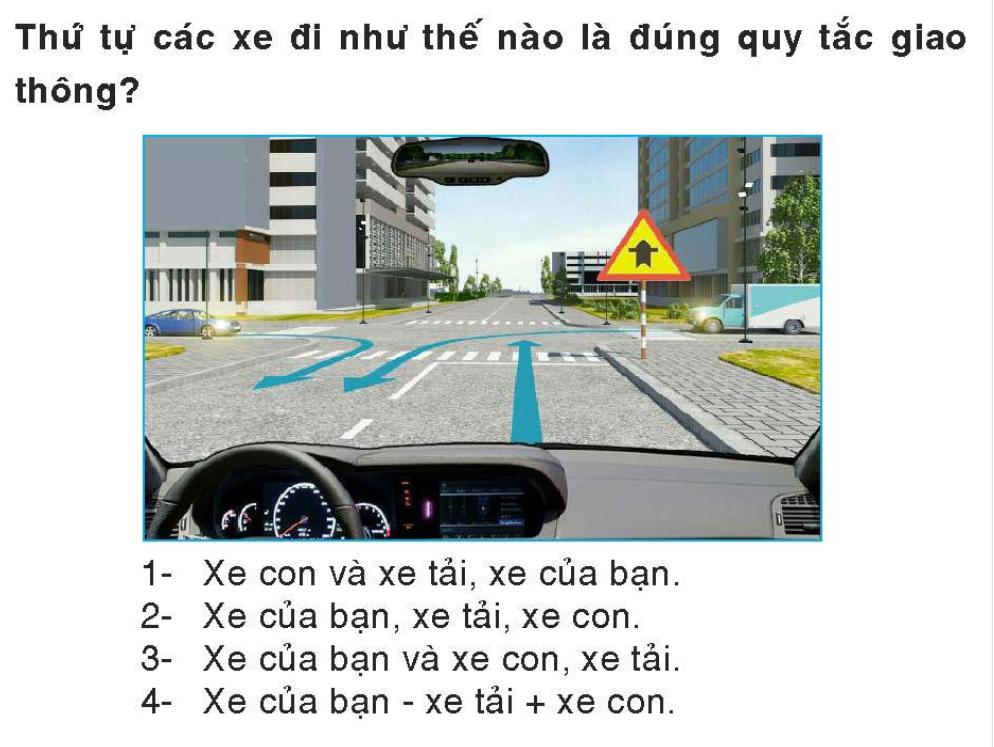 Thứ tự các xe đi như thế nào là đúng quy tắc giao
thông?
1- Xe con và xe tải, xe của bạn.
2- Xe của bạn, xe tải, xe con.
3- Xe của bạn và xe con, xe tải.
4- Xe của bạn - xe tải + xe con.